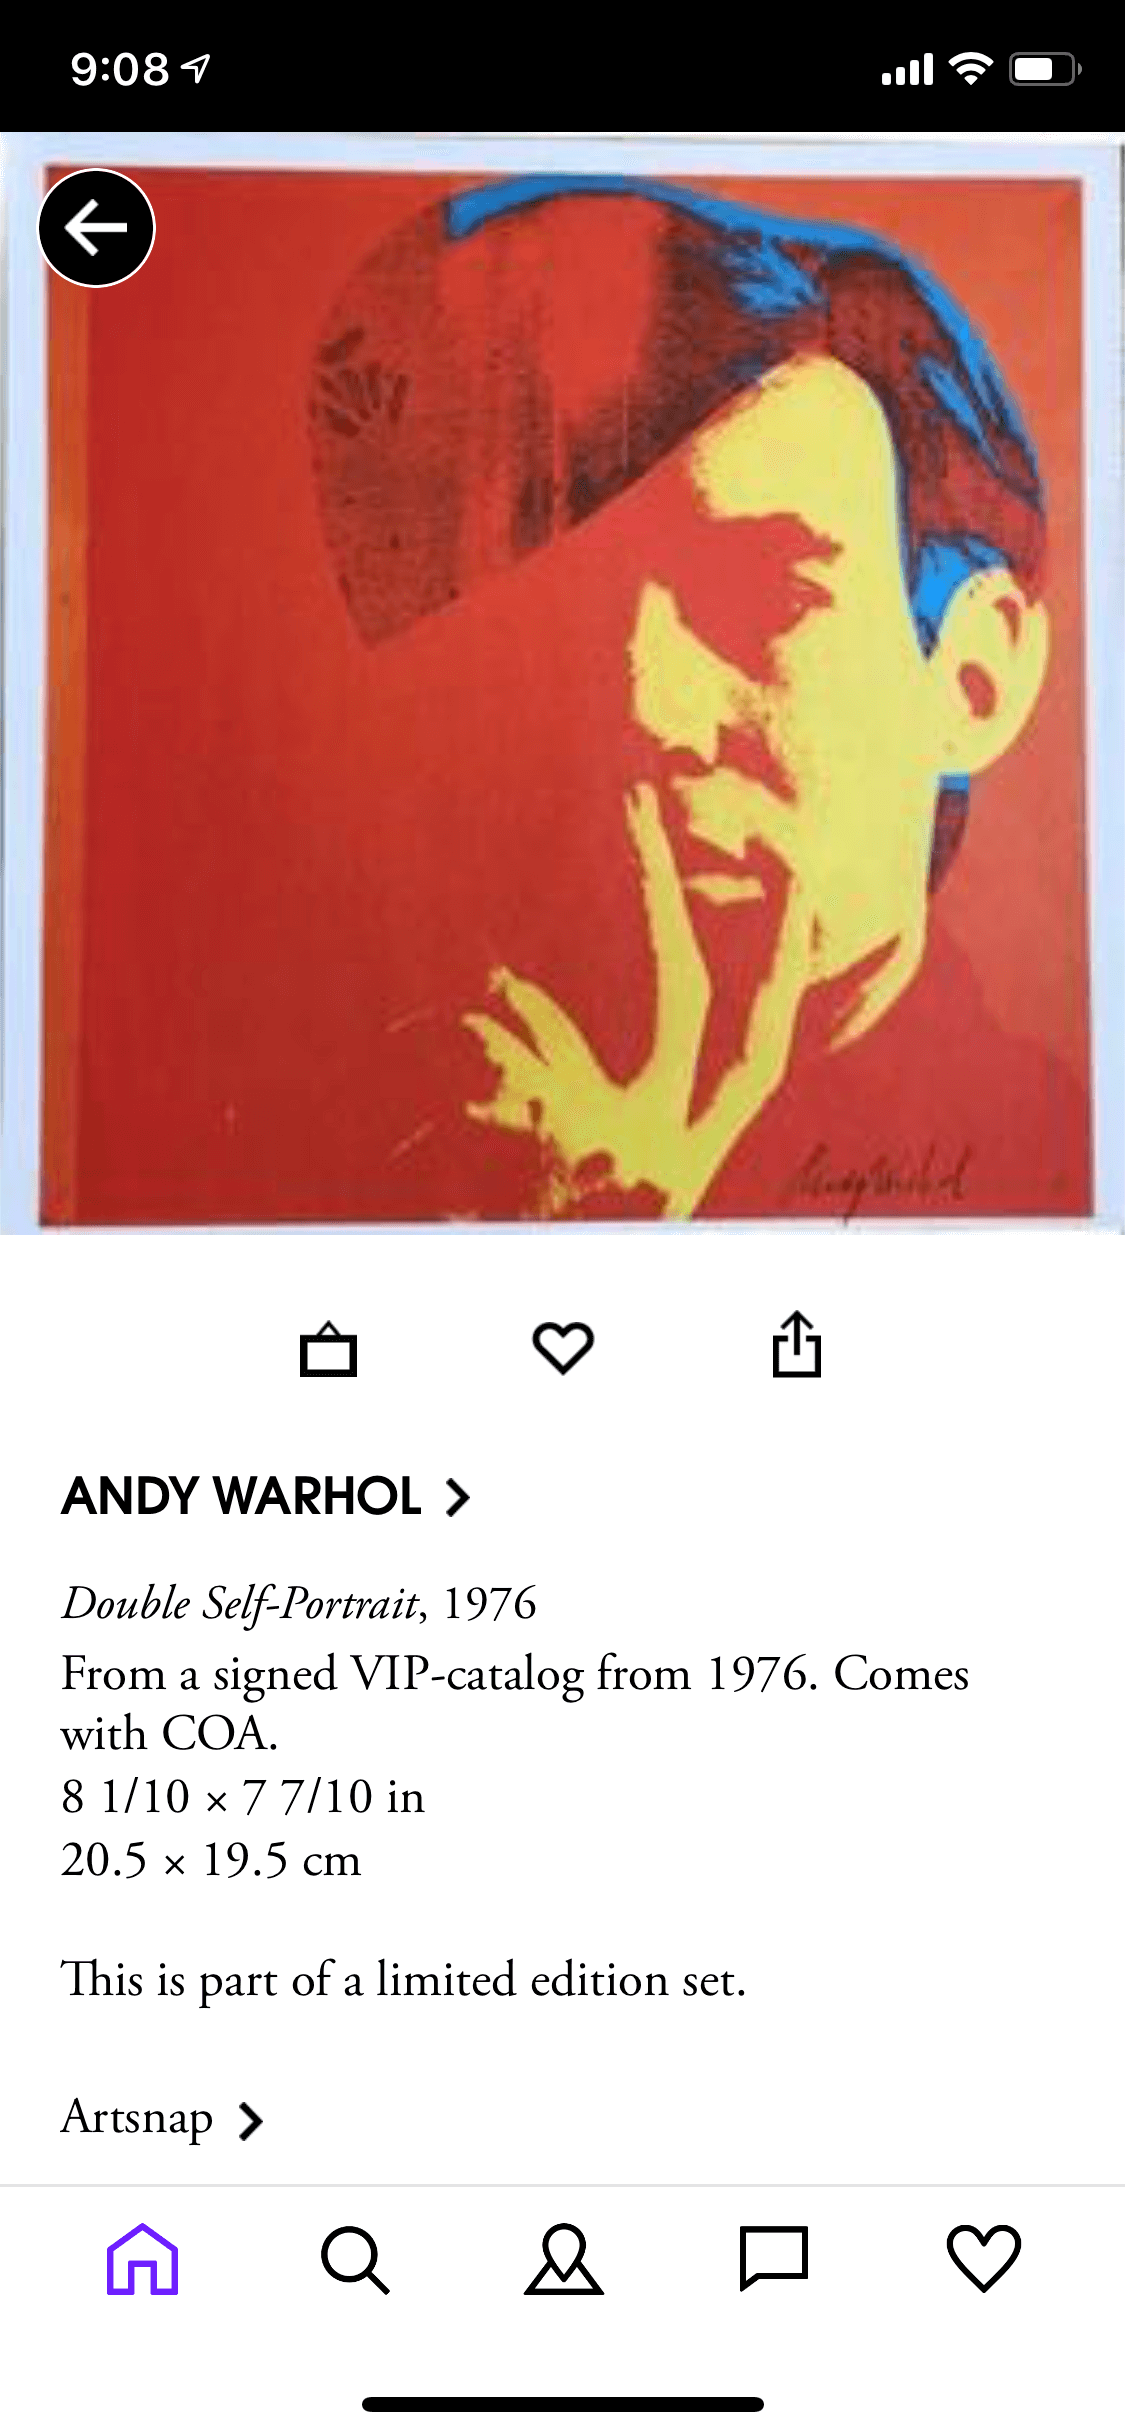 9:08
ANDY WARHOL
Double Self-Portrait, 1976
From a signed VIP-catalog from 1976. Comes
with COA.
8 1/10 × 7 7/10 in
20.5 × 19.5 cm
This is part of a limited edition set.
Artsnap